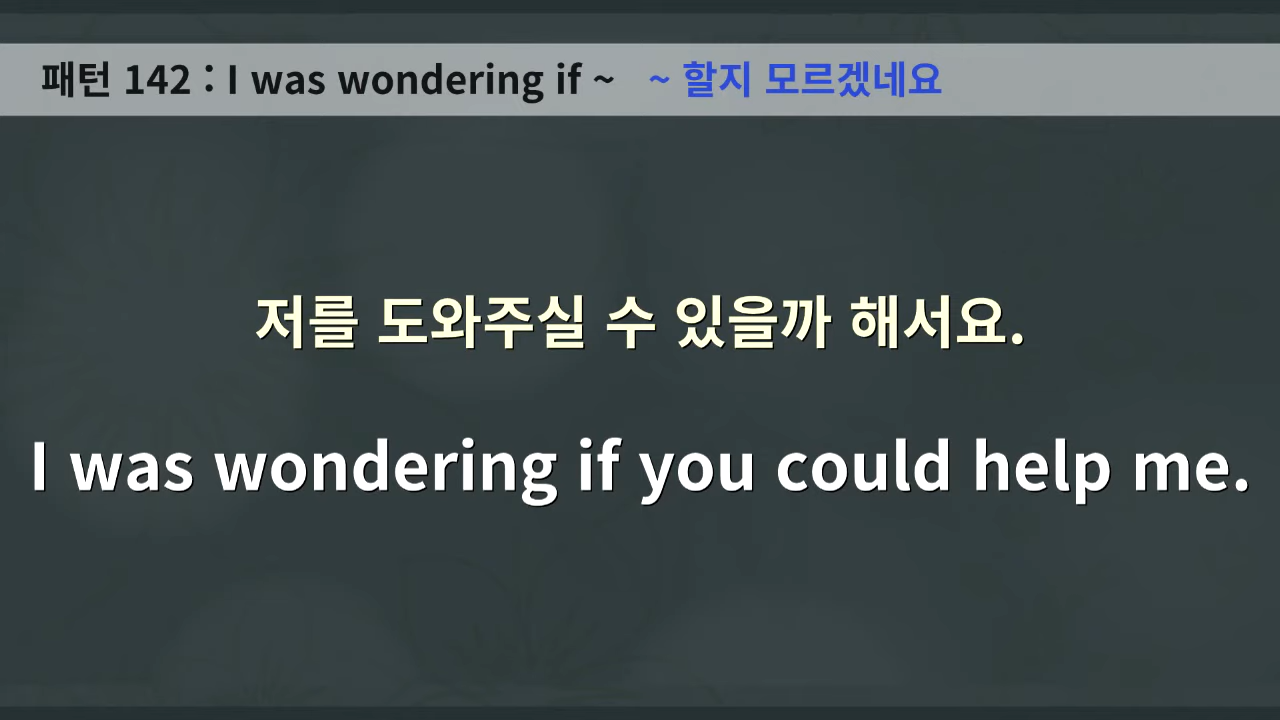 패턴 142 : I was wondering if ~ ~ 할지 모르겠네요
저를 도와주실 수 있을까 해서요.
I was wondering if you could help me.